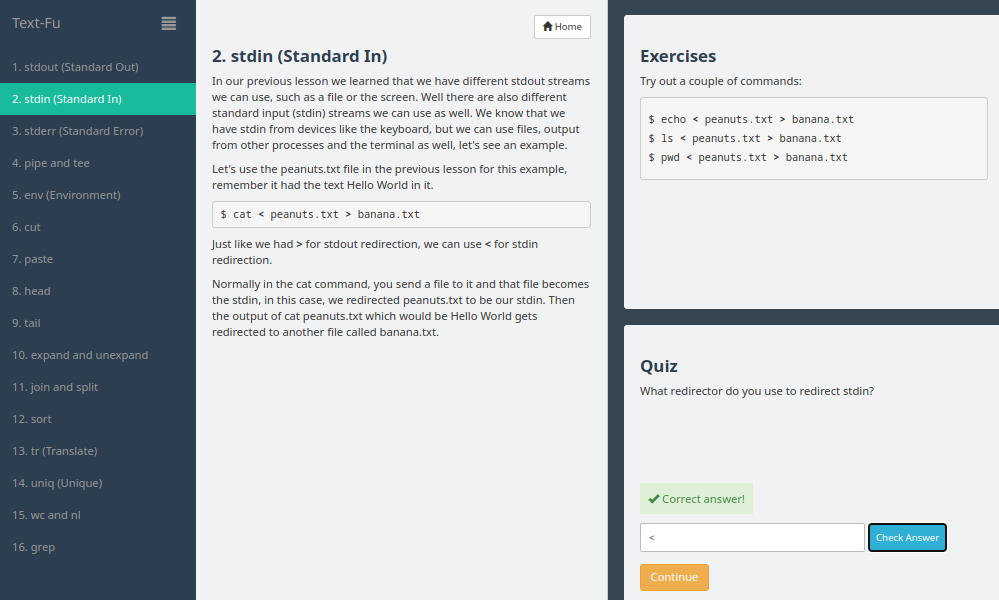 Text-Fu
1. stdout (Standard Out)
2. stdin (Standard In)
3. stderr (Standard Error)
4. pipe and tee
5. env (Environment)
6. cut
7. paste
8. head
9. tail
10. expand and unexpand
11. join and split
12. sort
13. tr (Translate)
14. uniq (Unique)
15. wc and nl
16. grep
Home
2. stdin (Standard In)
In our previous lesson we learned that we have different stdout streams
we can use, such as a file or the screen. Well there are also different
standard input (stdin) streams we can use as well. We know that we
have stdin from devices like the keyboard, but we can use files, output
from other processes and the terminal as well, let's see an example.
Let's use the peanuts.txt file in the previous lesson for this example,
remember it had the text Hello World in it.
$ cat < peanuts.txt > banana.txt
Just like we had > for stdout redirection, we can use < for stdin
redirection.
Normally in the cat command, you send a file to it and that file becomes
the stdin, in this case, we redirected peanuts.txt to be our stdin. Then
the output of cat peanuts.txt which would be Hello World gets
redirected to another file called banana.txt.
Exercises
Try out a couple of commands:
$ echo < peanuts.txt > banana.txt
$ ls < peanuts.txt > banana.txt
$ pwd < peanuts.txt > banana.txt
Quiz
What redirector do you use to redirect stdin?
Correct answer!
<
Check Answer
Continue